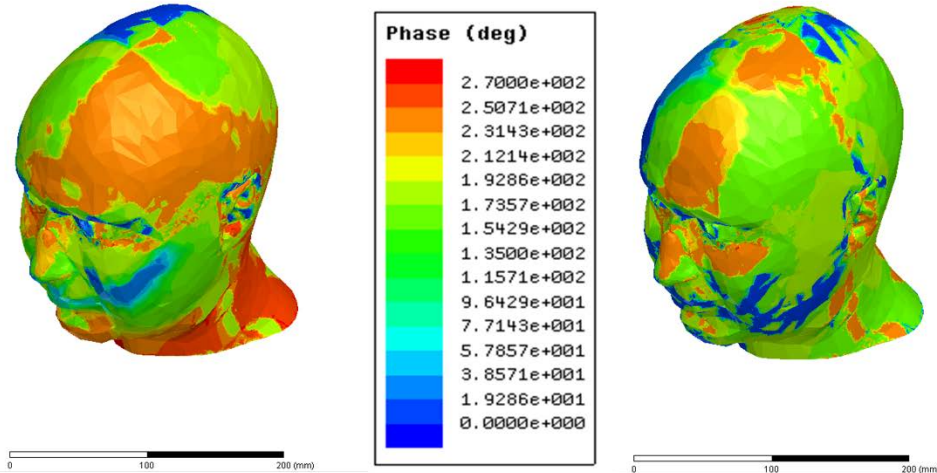 Phase (deg)
2.7000e+002
2.5071e+002
2.3143e+002
2.1214e+002
1.9286e+002
1.7357e+002
1.5429e+002
1.3500e+002
1.1571e+002
9.6429e+001
7.7143e+001
5.7857e+001
3.8571e+001
1.9286e+001
0.0000e+000
0 100 200 (mm)
0 100 200 (mm